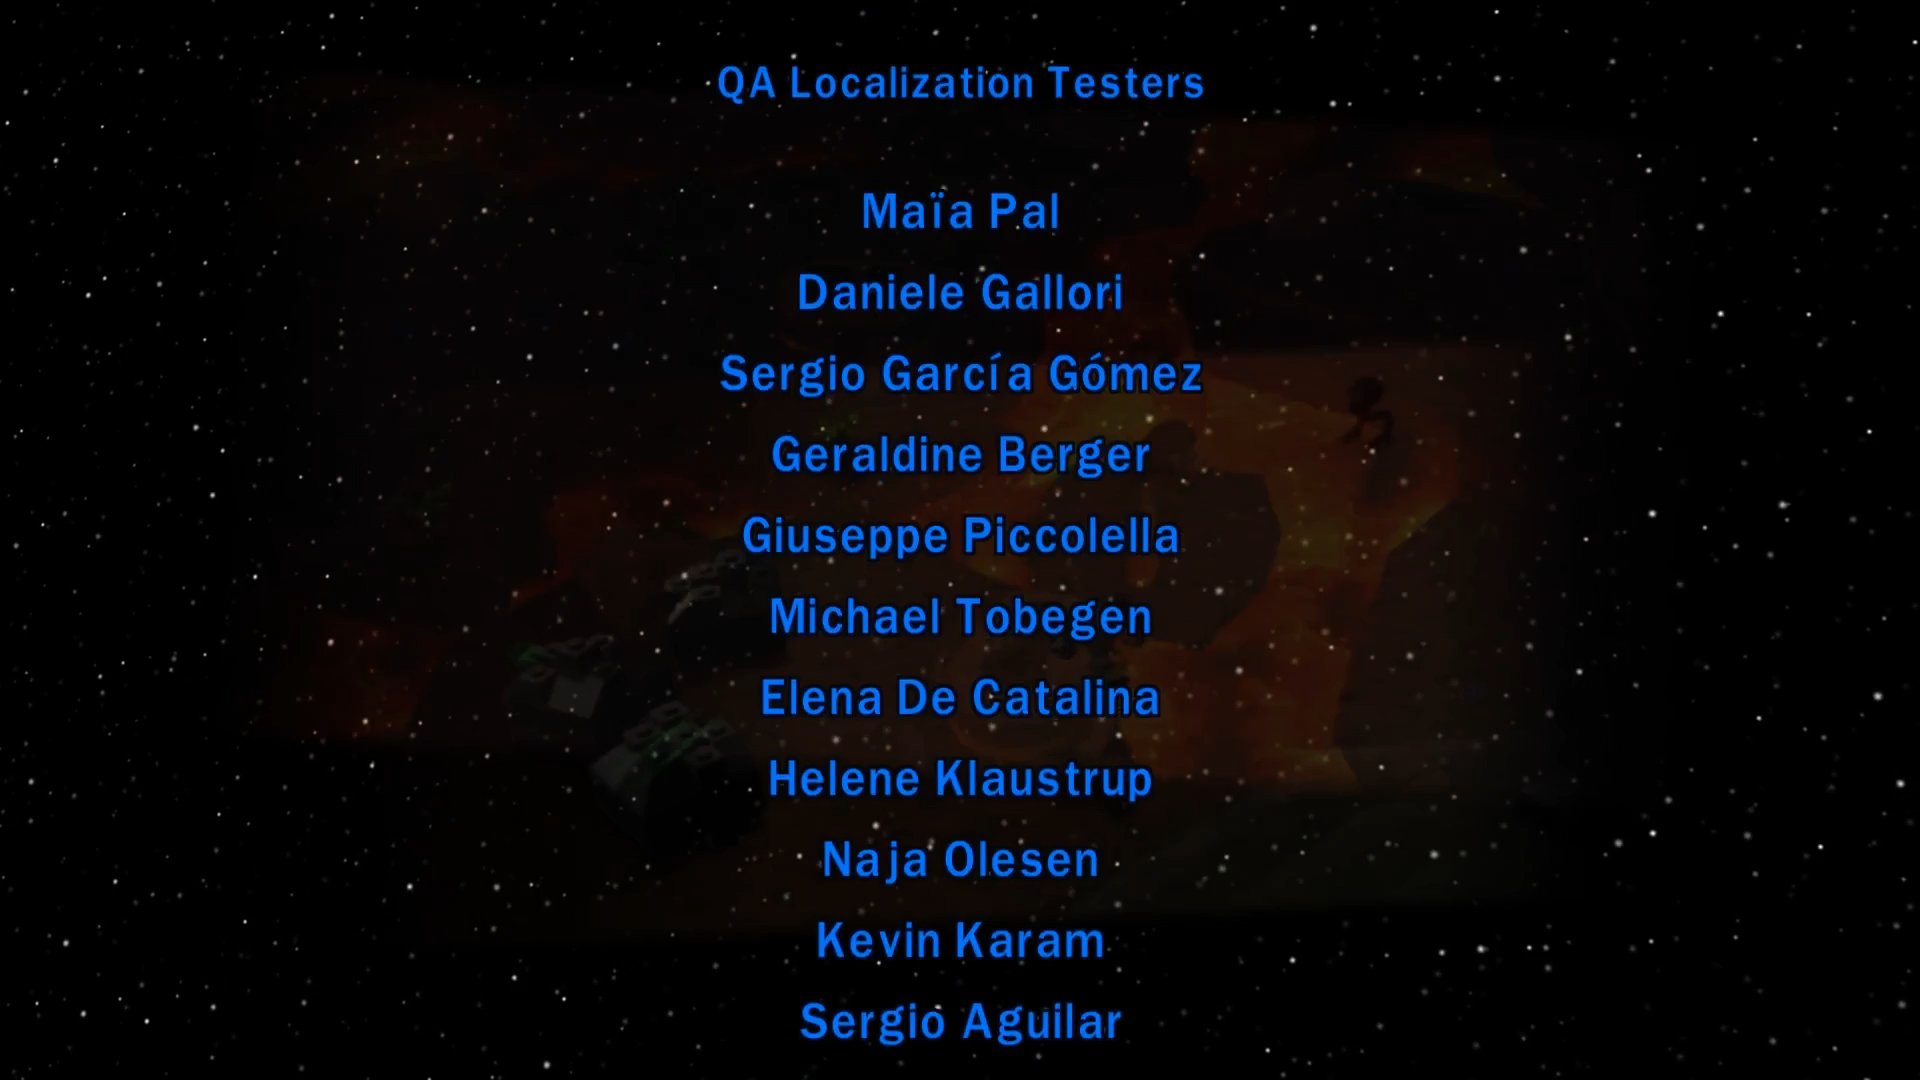 QA Localization Testers
Maïa Pal
Daniele Gallori
Sergio García Gómez
Geraldine Berger
Giuseppe Piccolella
Michael Tobegen
Elena De Catalina
Helene Klaustrup
Naja Olesen
Kevin Karam
Sergio Aguilar